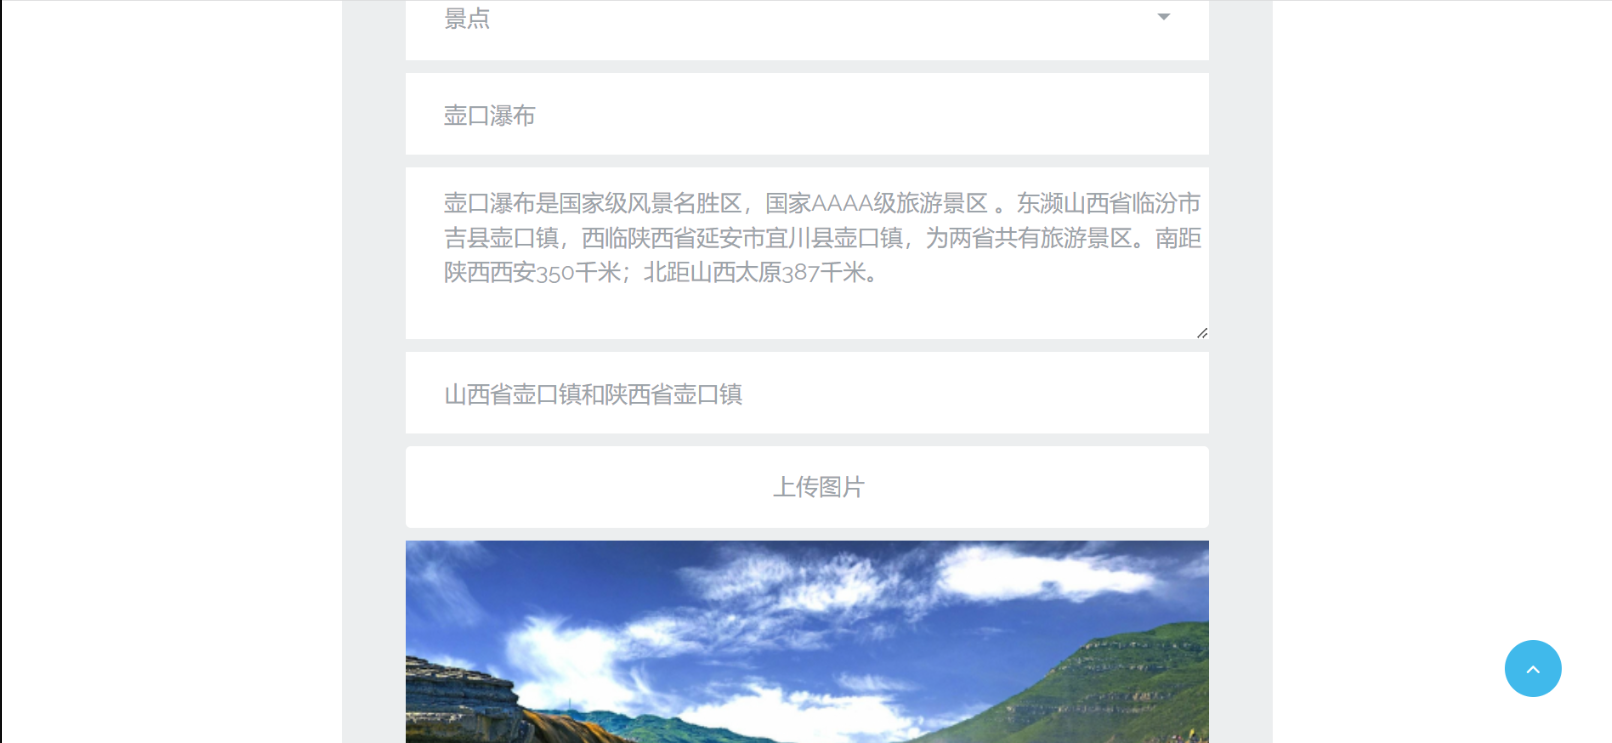 景点
壶口瀑布
壶口瀑布是国家级风景名胜区，国家AAAA级旅游景区 。东濒山西省临汾市
吉县壶口镇，西临陕西省延安市宜川县壶口镇，为两省共有旅游景区。南距
陕西西安350千米；北距山西太原387千米。
山西省壶口镇和陕西省壶口镇
上传图片